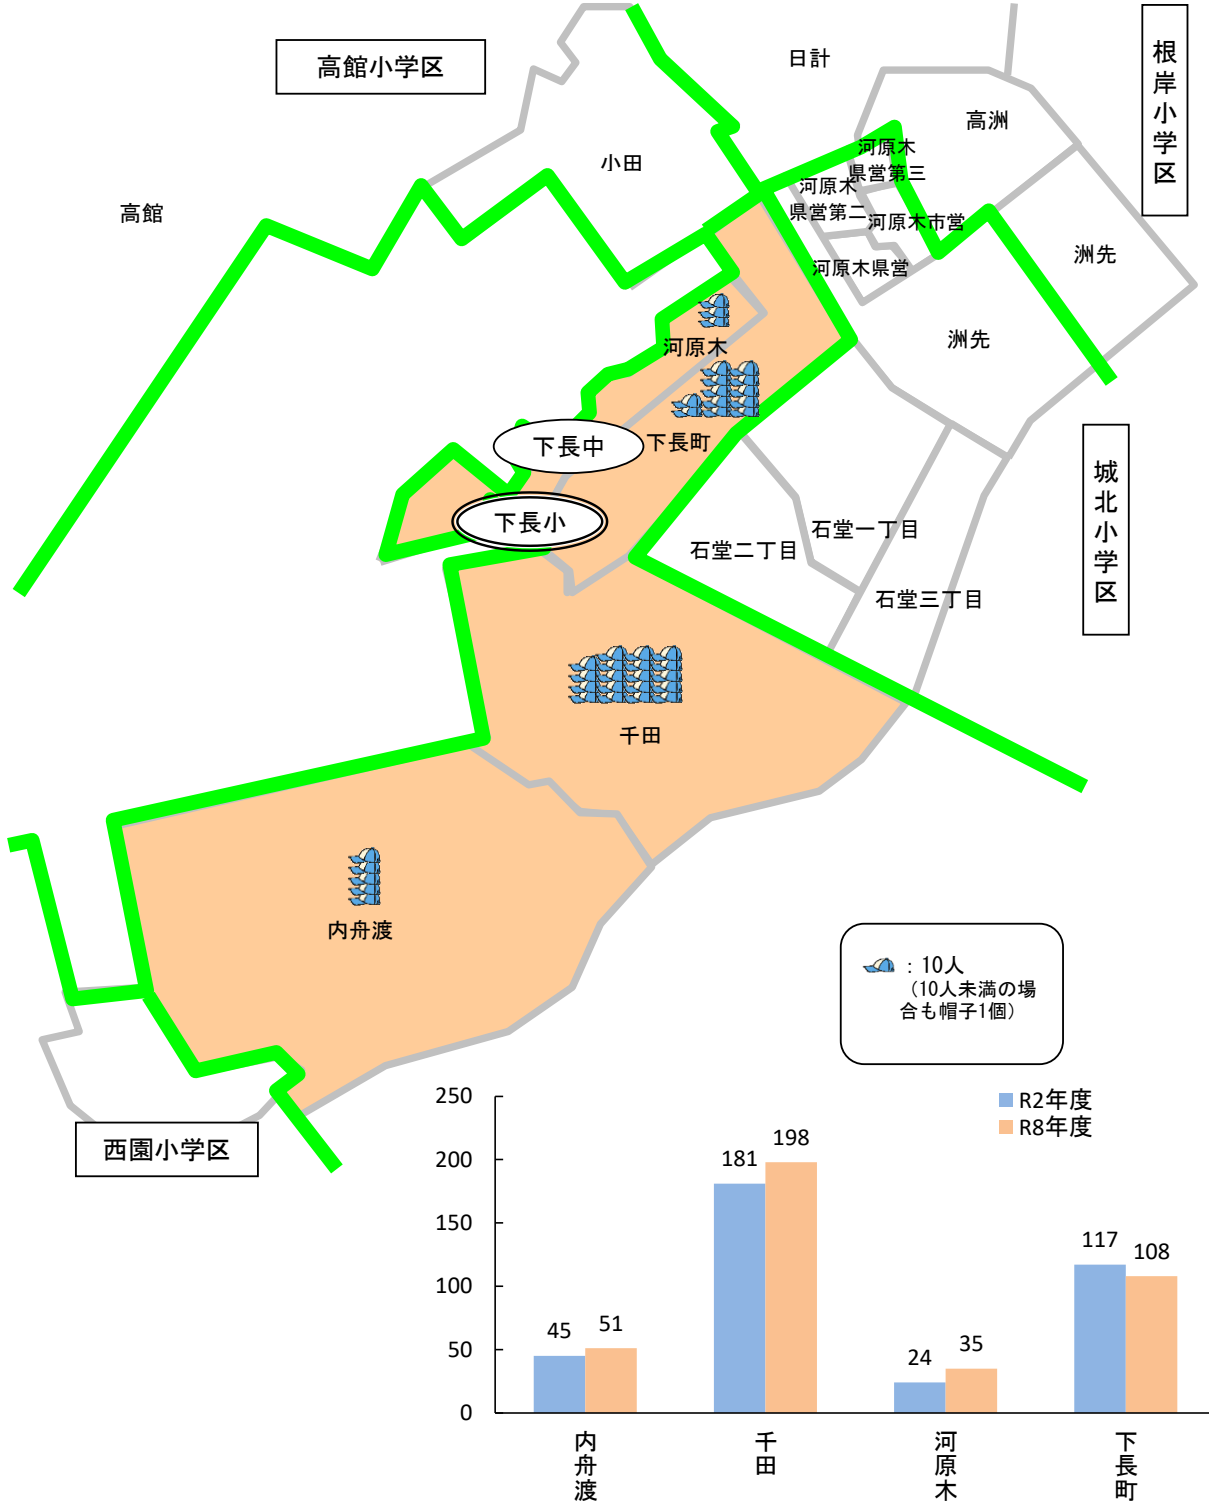 高館小学区
日計
根岸小学区
高洲
河原木
県営第三
小田
河原木
県営第二
高館
河原木市営
洲先
河原木県営
洲先
河原木
下長中
下長町
城北小学区
下長小
石堂一丁目
石堂二丁目
石堂三丁目
千田
内舟渡
：10人
（10人未満の場
合も帽子1個）
西園小学区
R2年度
R8年度
250
200
150
100
50
0
45
51
181
198
24
35
117
108
内舟渡
千田
河原木
下長町